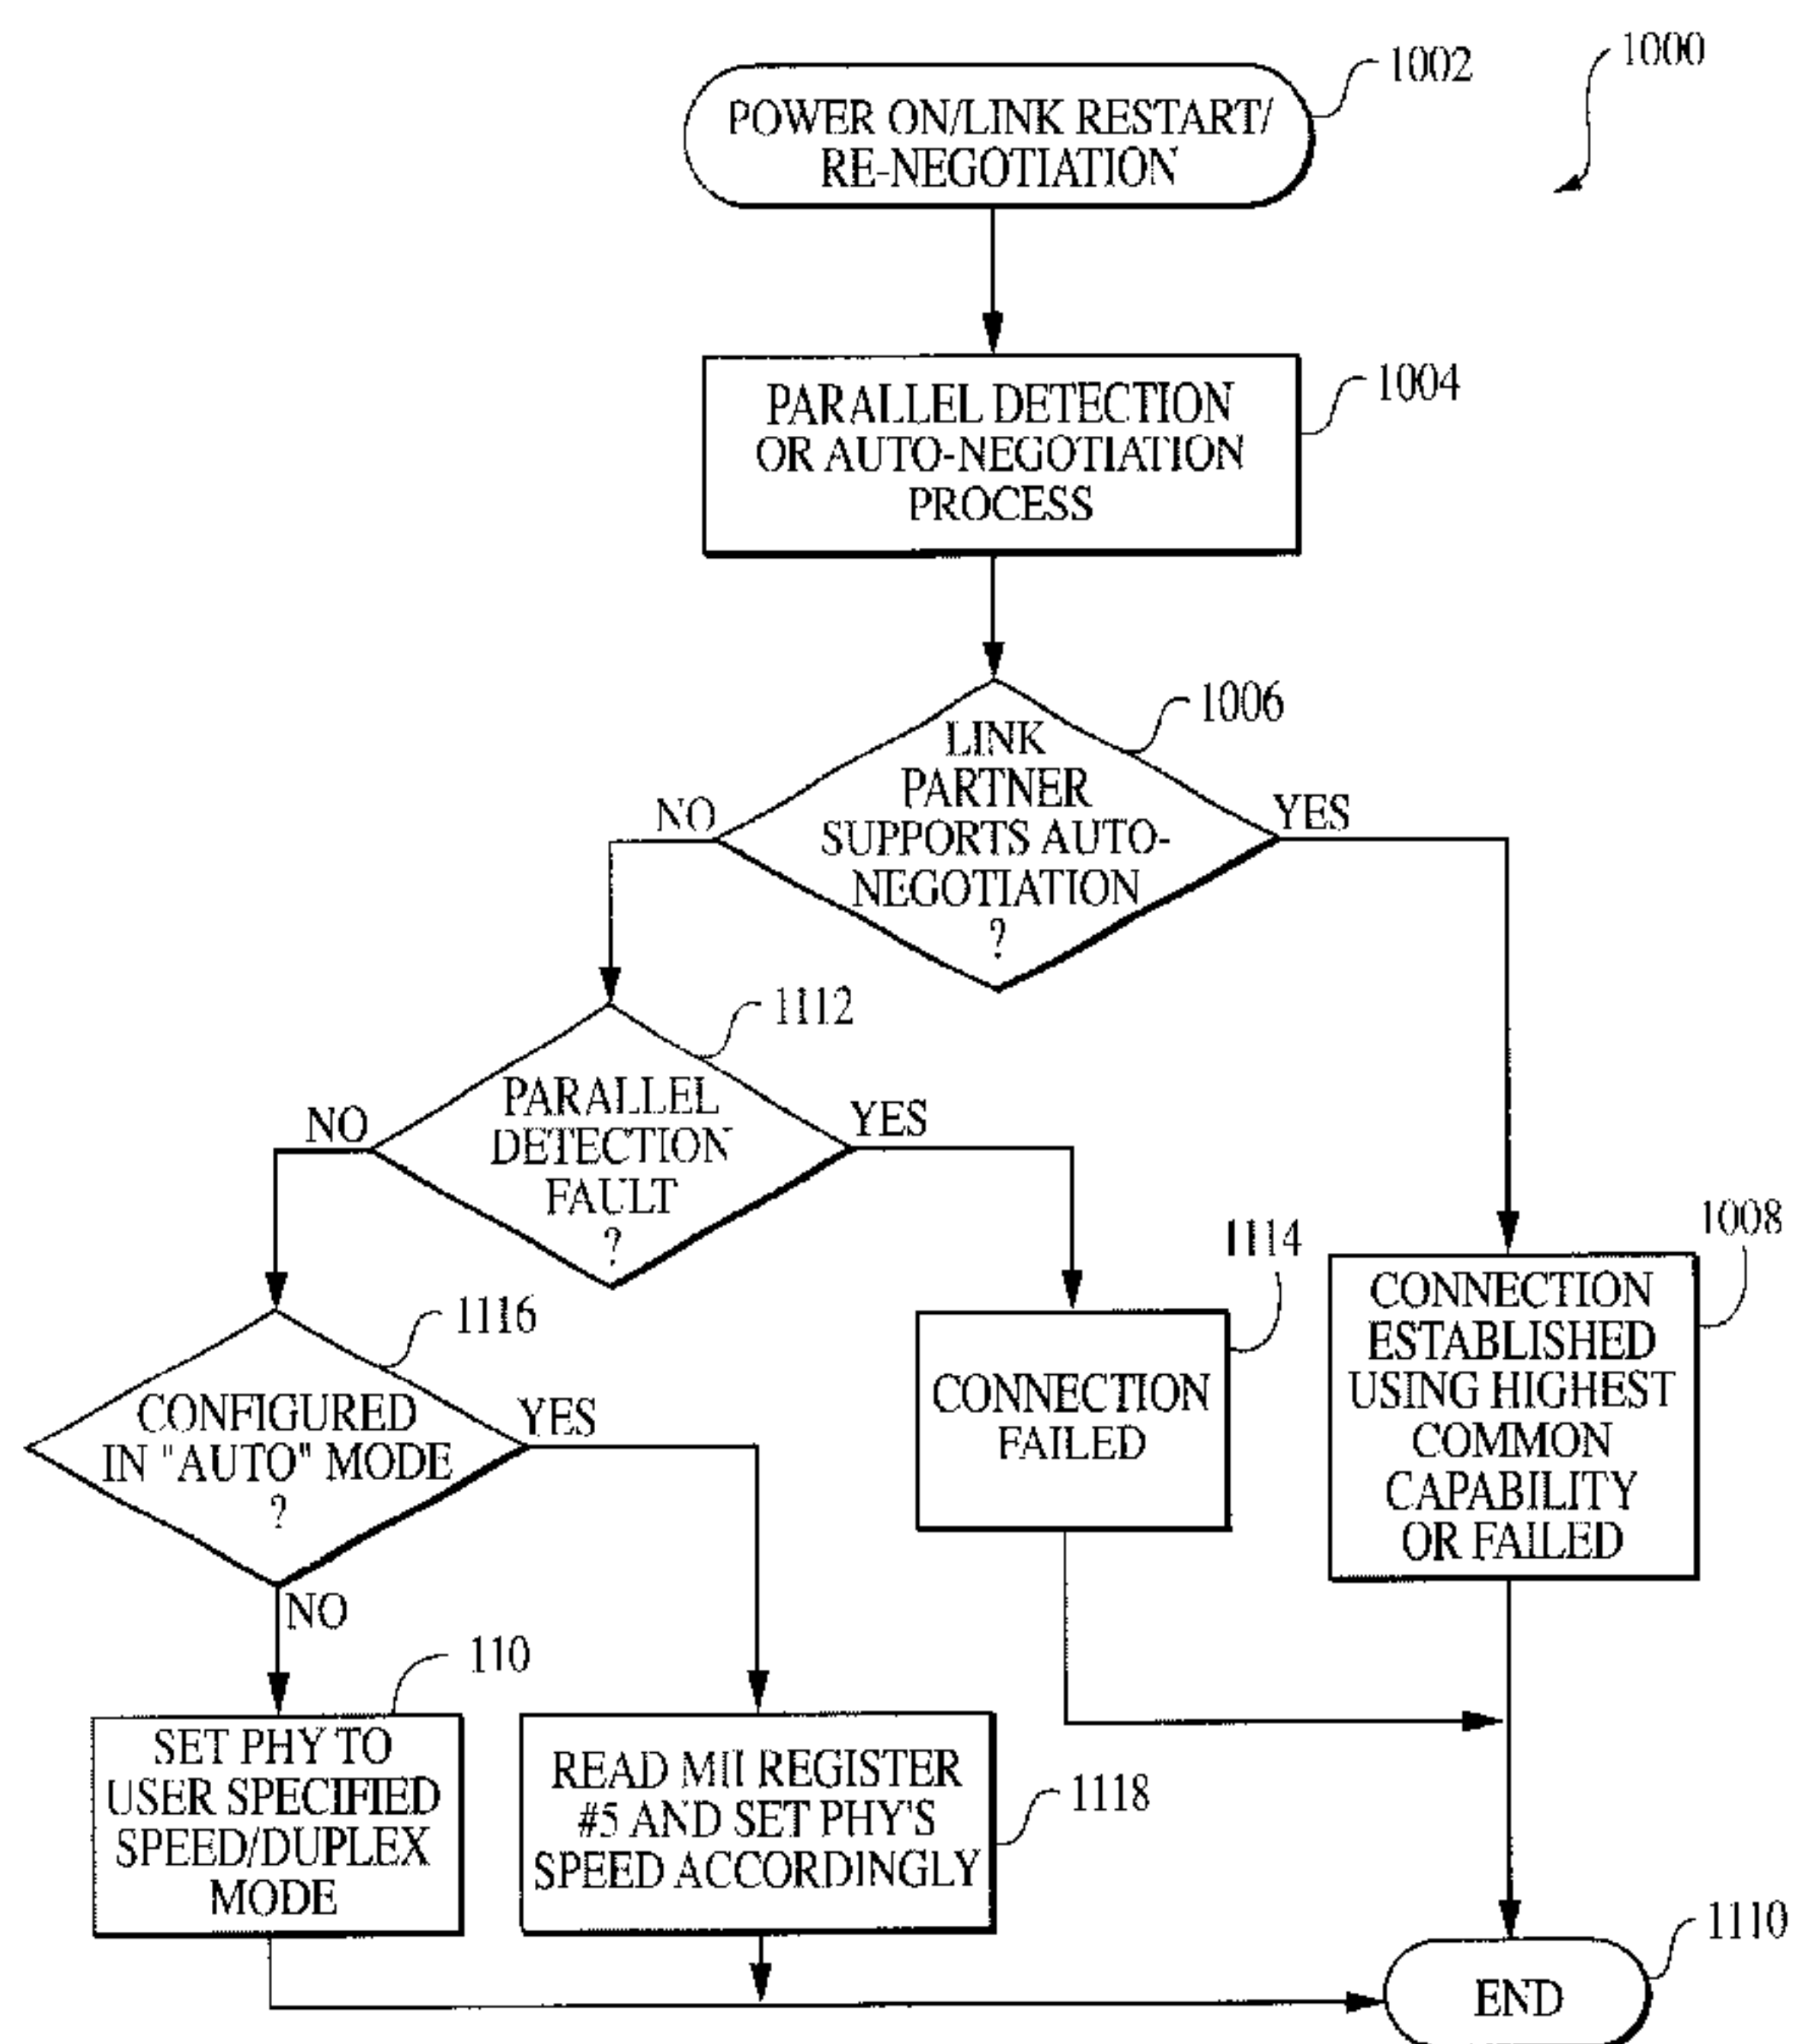 1000
1002
POWER ON/LINK RESTART/
RE-NEGOTIATION
1004
PARALLEL DETECTION
OR AUTO-NEGOTIATION
PROCESS
1006
LINK
PARTNER
SUPPORTS AUTO-
NEGOTIATION
?
NO
YES
1112
PARALLEL
DETECTION
FAULT
?
NO
YES
1008
CONNECTION
ESTABLISHED
USING HIGHEST
COMMON
CAPABILITY
OR FAILED
1114
CONNECTION
FAILED
1116
CONFIGURED
IN "AUTO" MODE
?
YES
NO
110
SET PHY TO
USER SPECIFIED
SPEED/DUPLEX
MODE
READ MII REGISTER
#5 AND SET PHY'S
SPEED ACCORDINGLY
1118
1110
END